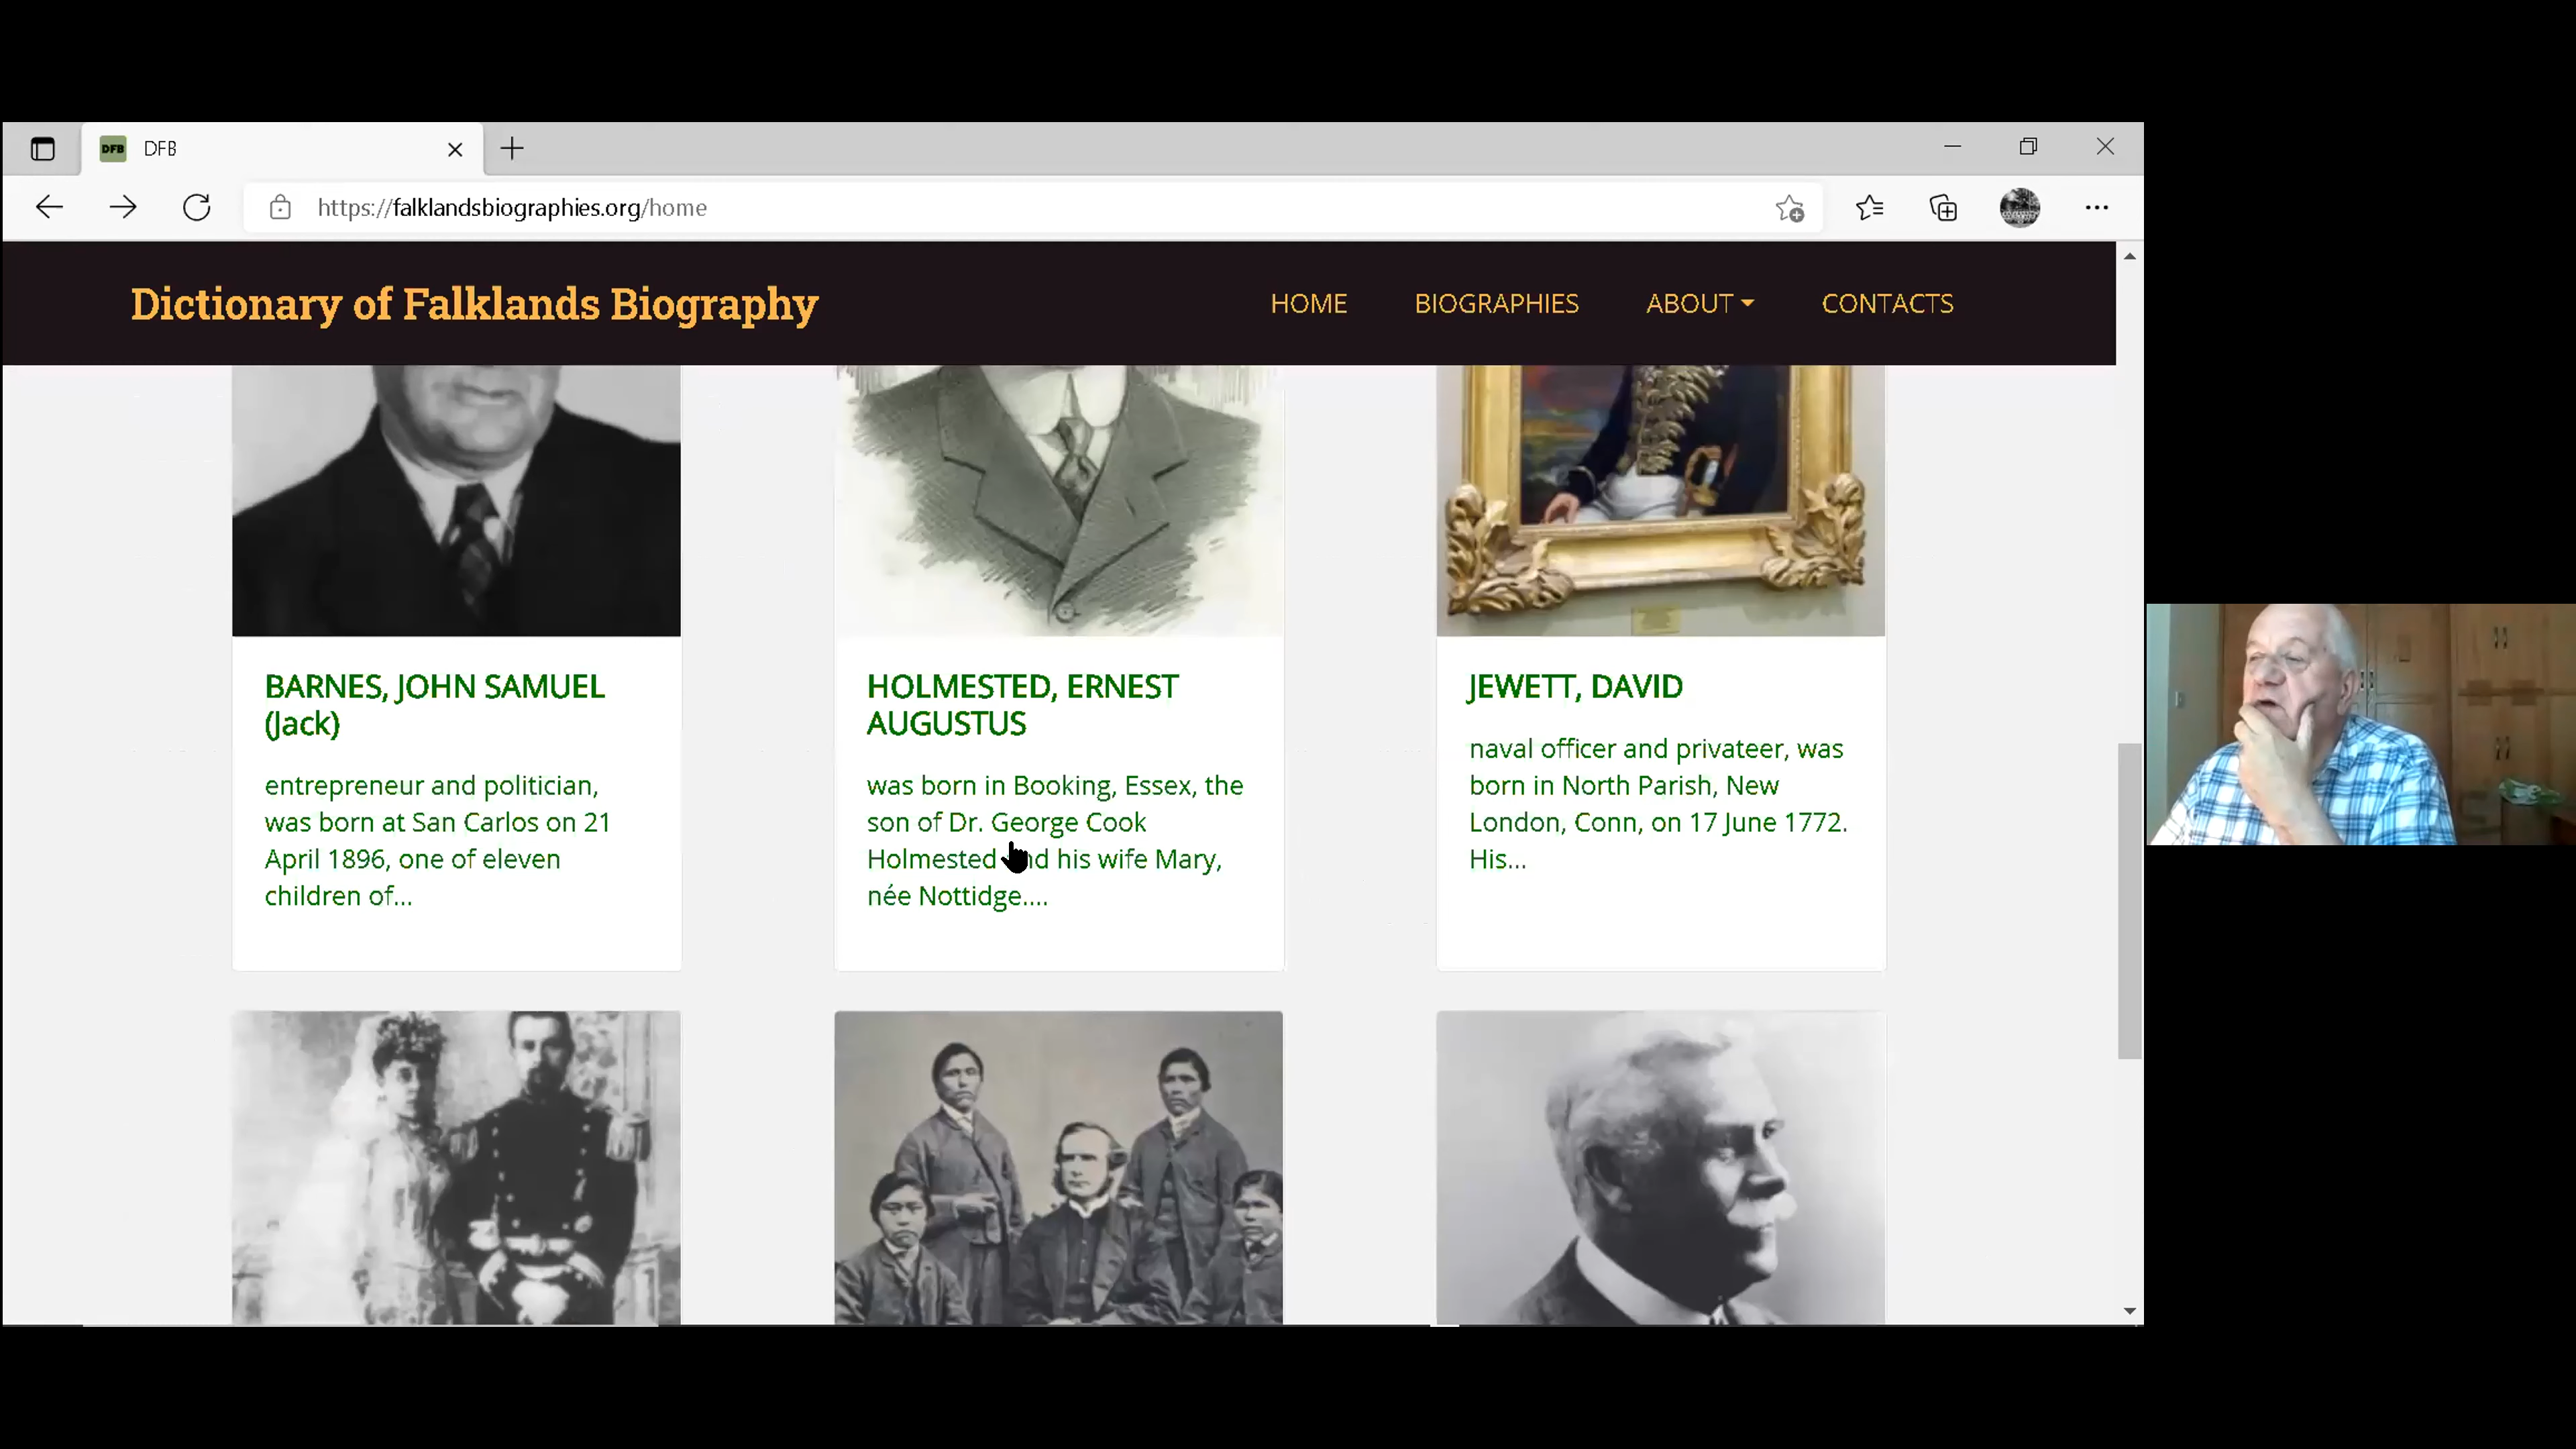 DFB DFB
https://falklandsbiographies.org/home
Dictionary of Falklands Biography
HOME BIOGRAPHIES ABOUT CONTACTS
BARNES, JOHN SAMUEL
(Jack)
entrepreneur and politician,
was born at San Carlos on 21
April 1896, one of eleven
children of...
HOLMESTED, ERNEST
AUGUSTUS
was born in Booking, Essex, the
son of Dr. George Cook
Holmested and his wife Mary,
née Nottidge....
JEWETT, DAVID
naval officer and privateer, was
born in North Parish, New
London, Conn, on 17 June 1772.
His...